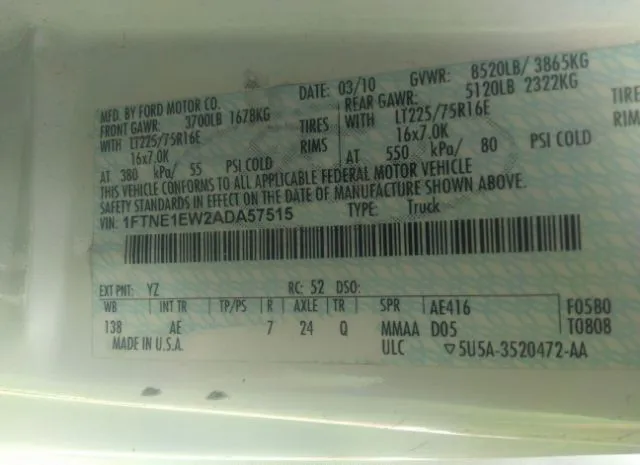 MFD. BY FORD MOTOR CO. DATE: 03/10 GVWR: 8520LB/ 3865KG
FRONT GAWR: 3700LB 1678KG REAR GAWR: 5120LB 2322KG
WITH LT225/75R16E TIRES WITH LT225/75R16E TIRES
16x7.0K RIMS 16x7.0K RIMS
AT 380 kPa/ 55 PSI COLD AT 550 kPa/ 80 PSI COLD
THIS VEHICLE CONFORMS TO ALL APPLICABLE FEDERAL MOTOR VEHICLE
SAFETY STANDARDS IN EFFECT ON THE DATE OF MANUFACTURE SHOWN ABOVE.
VIN: 1FTNE1EW2ADA57515 TYPE: Truck
EXT PNT: YZ RC: 52 DSO:
WB INT TR TP/PS R AXLE TR SPR AE416 F0580
138 AE 7 24 Q MMAA D05 T0808
MADE IN U.S.A. ULC ▽5U5A-3520472-AA